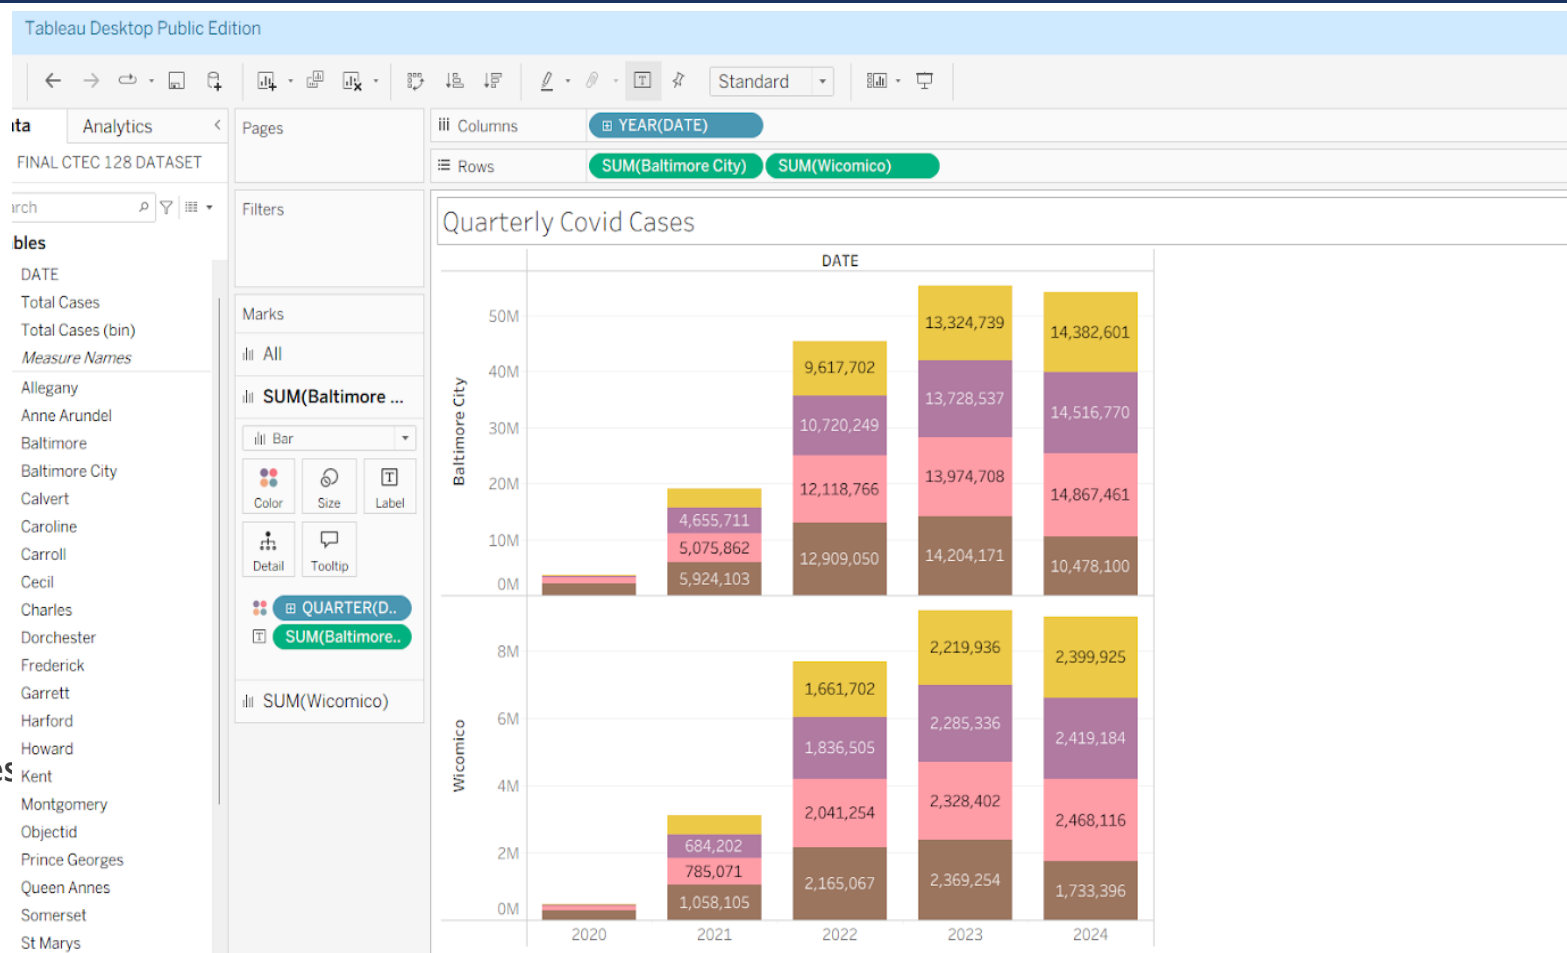 Tableau Desktop Public Edition
Standard
ta
Analytics
Pages
Columns
YEAR(DATE)
FINAL CTEC 128 DATASET
Rows
SUM(Baltimore City)
SUM(Wicomico)
rch
Filters
Quarterly Covid Cases
bles
DATE
Total Cases
Total Cases (bin)
Measure Names
Allegany
Anne Arundel
Baltimore
Baltimore City
Calvert
Caroline
Carroll
Cecil
Charles
Dorchester
Frederick
Garrett
Harford
Howard
es
Kent
Montgomery
Objectid
Prince Georges
Queen Annes
Somerset
St Marys
Marks
All
SUM(Baltimore ...
Bar
Color
Size
T
Label
Detail
Tooltip
QUARTER(D..
T
SUM(Baltimore..
SUM(Wicomico)
DATE
Baltimore City
50M
40M
30M
20M
10M
0M
4,655,711
5,075,862
5,924,103
9,617,702
10,720,249
12,118,766
12,909,050
13,324,739
13,728,537
13,974,708
14,204,171
14,382,601
14,516,770
14,867,461
10,478,100
Wicomico
8M
6M
4M
2M
0M
684,202
785,071
1,058,105
1,661,702
1,836,505
2,041,254
2,165,067
2,219,936
2,285,336
2,328,402
2,369,254
2,399,925
2,419,184
2,468,116
1,733,396
2020
2021
2022
2023
2024